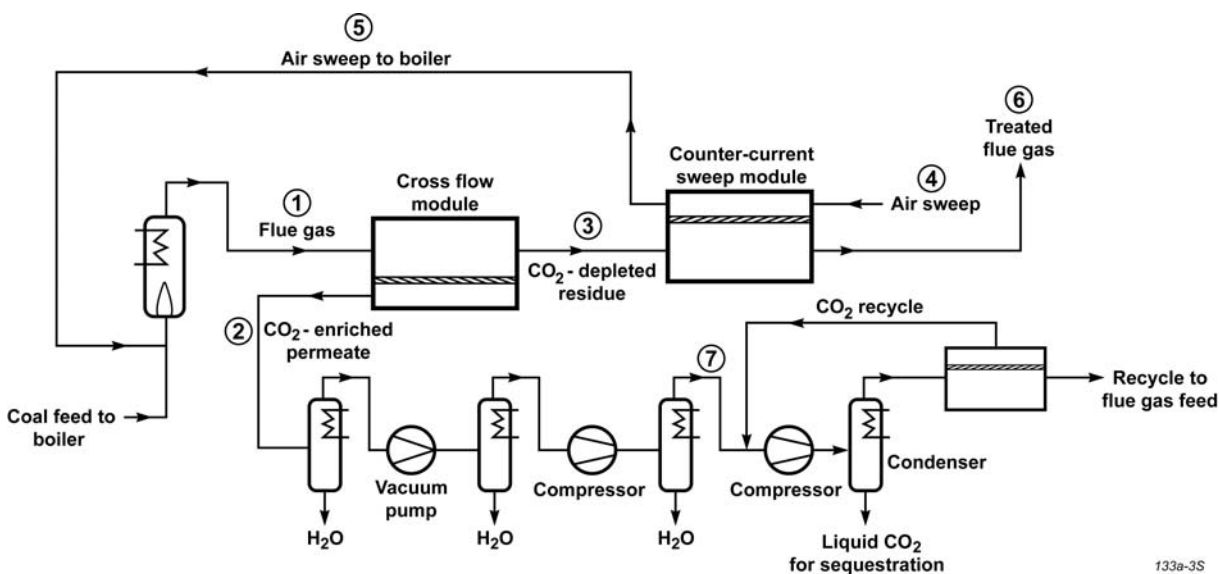 ⑤
Air sweep to boiler
⑥
Treated
flue gas
Counter-current
sweep module
Cross flow
module
④
Air sweep
①
Flue gas
③
CO₂ - depleted
residue
CO₂ recycle
②
CO₂ - enriched
permeate
⑦
Recycle to
flue gas feed
Coal feed to
boiler
Vacuum
pump
Compressor
Compressor
Condenser
H₂O
H₂O
H₂O
Liquid CO₂
for sequestration
133a-3S